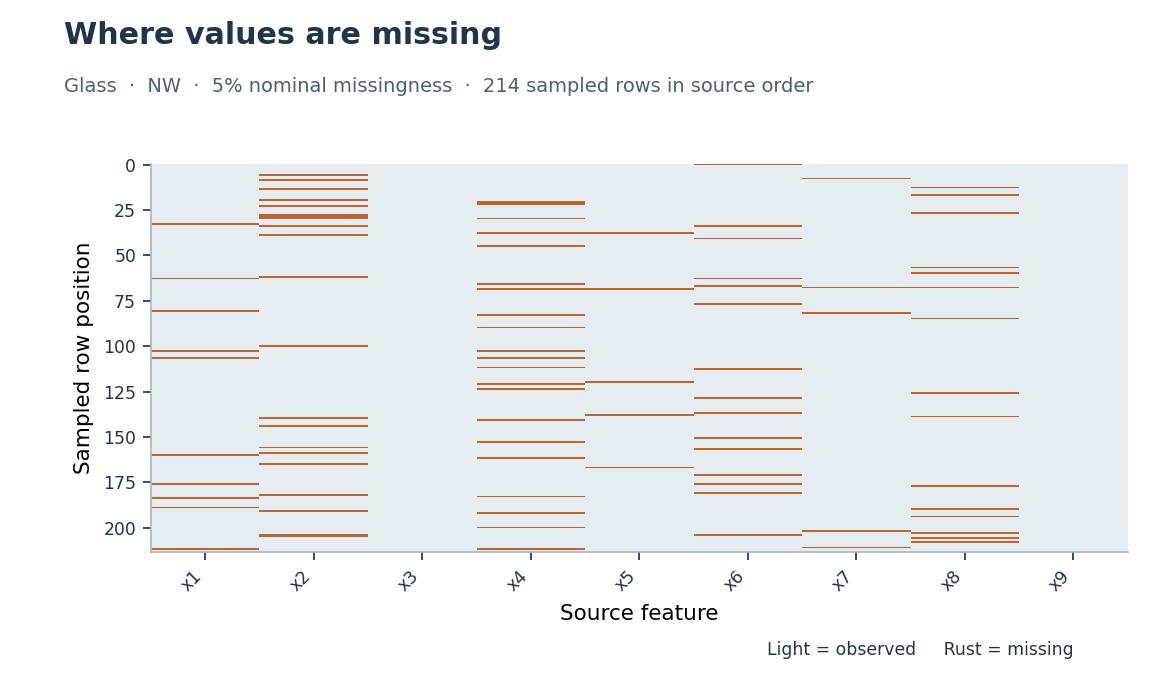 Where values are missing
Glass · NW · 5% nominal missingness · 214 sampled rows in source order
0
25
50
75
100
125
150
175
200
Sampled row position
x1 x2 x3 x4 x5 x6 x7 x8 x9
Source feature
Light = observed Rust = missing